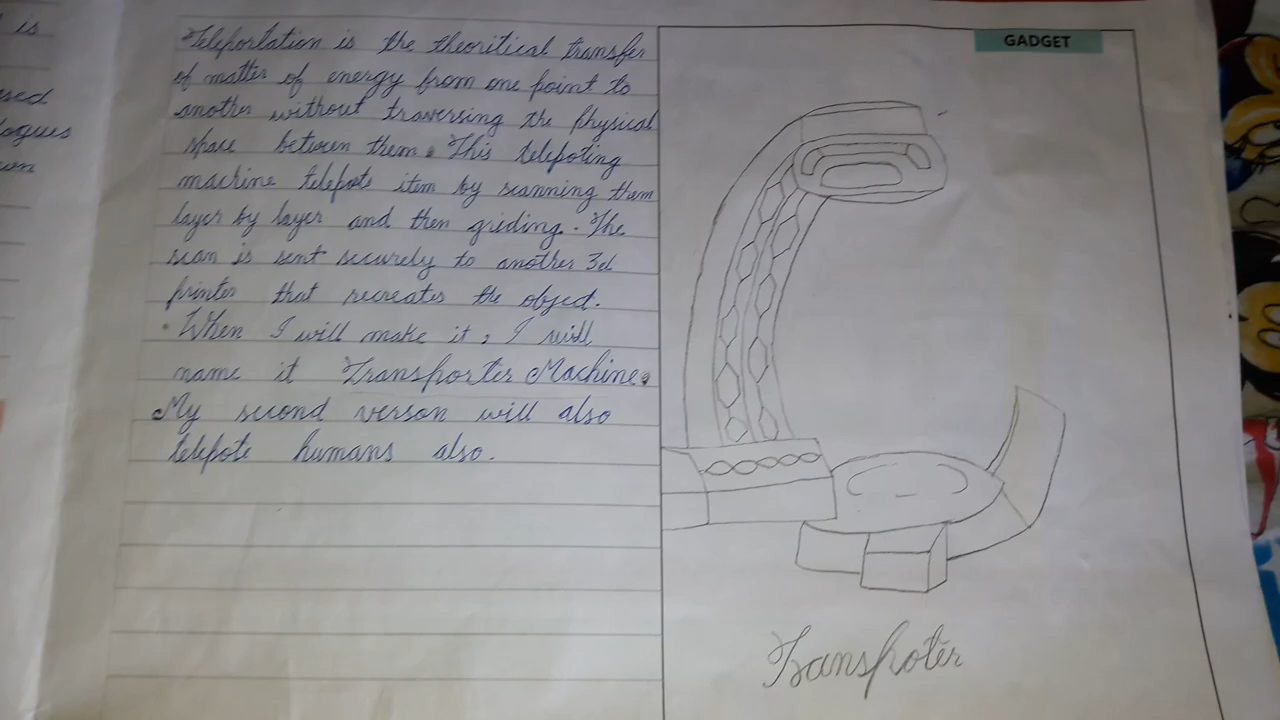 is
Teleportation is the theoritical transfer
of matter of energy from one point to
another without traversing the physical
space between them. This telepoting
machine telepots item by scanning them
layer by layer and then griding. The
scan is sent securely to another 3d
printer that recreates the object.
When I will make it, I will
name it Transporter Machine.
My second verson will also
telepote humans also.
GADGET
Transpoter